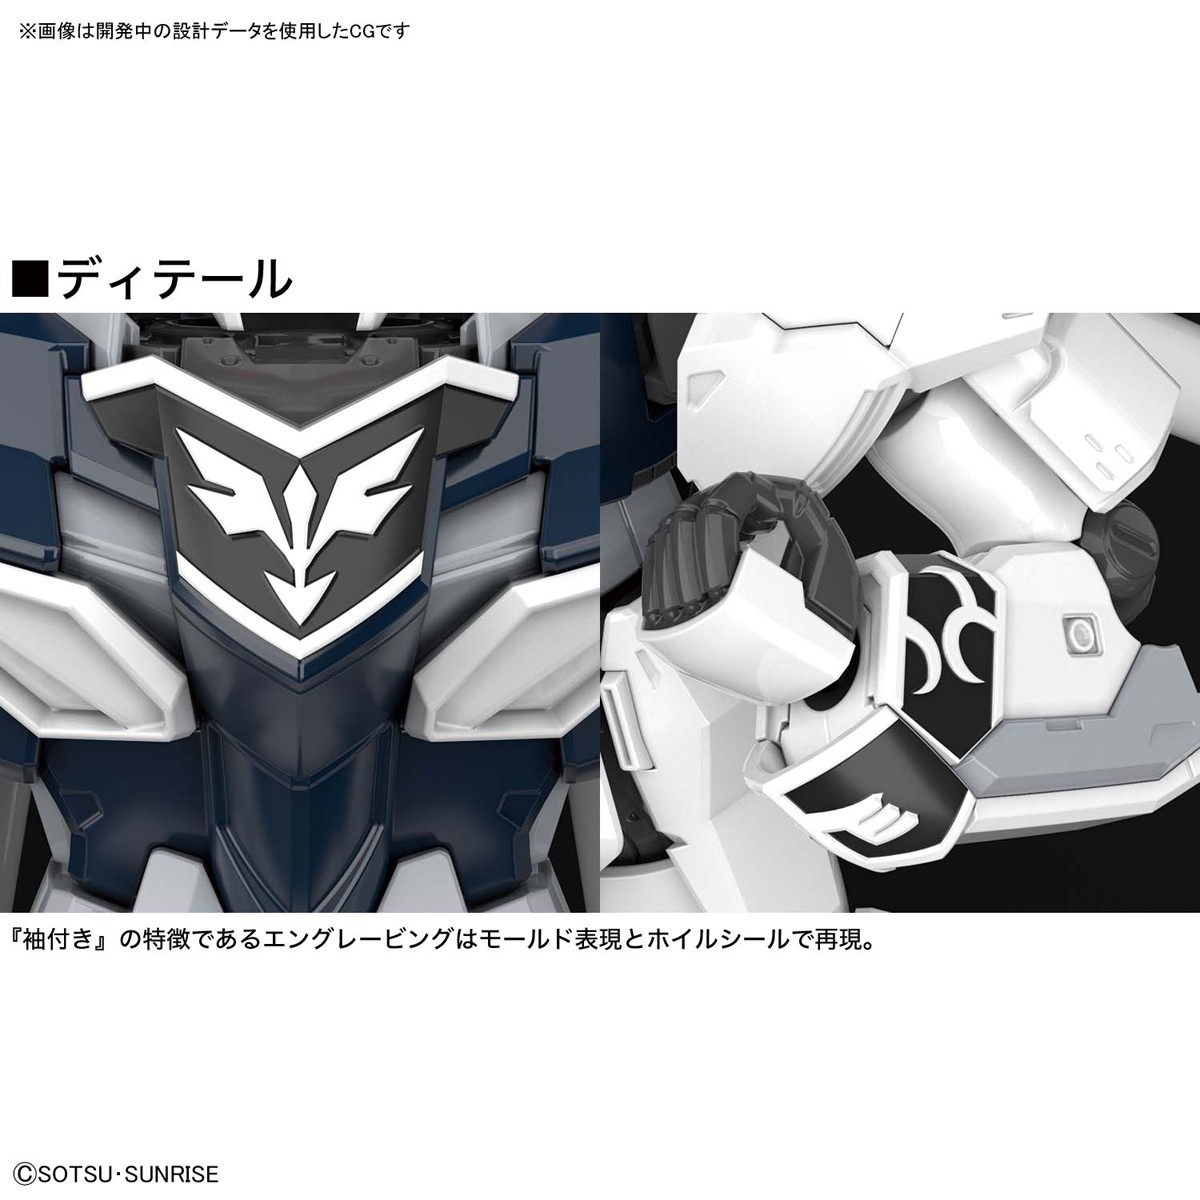 ※画像は開発中の設計データを使用したCGです
■ディテール
『袖付き』の特徴であるエングレービングはモールド表現とホイルシールで再現。
©SOTSU・SUNRISE